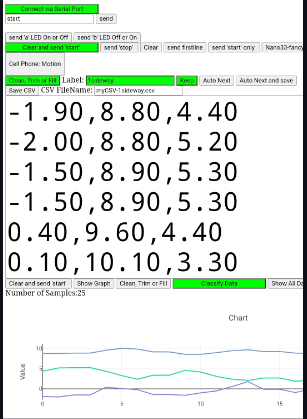 Connect via Serial Port
start send
send 'a' LED On or Off send 'b' LED Off or On
Clear and send 'start' send 'stop' Clear send firstline send 'start' only Nano33-fancy
Cell Phone: Motion
Clean, Trim or Fill Label: 1sideway Keep Auto Next Auto Next and save
Save CSV CSV FileName: myCSV-1sideway.csv
-1.90,8.80,4.40
-2.00,8.80,5.20
-1.50,8.90,5.30
-1.50,8.90,5.30
0.40,9.60,4.40
0.10,10.10,3.30
Clear and send 'start' Show Graph Clean, Trim or Fill Classify Data Show All Da
Number of Samples:25
Chart
Value
10
5
0
0 5 10 15